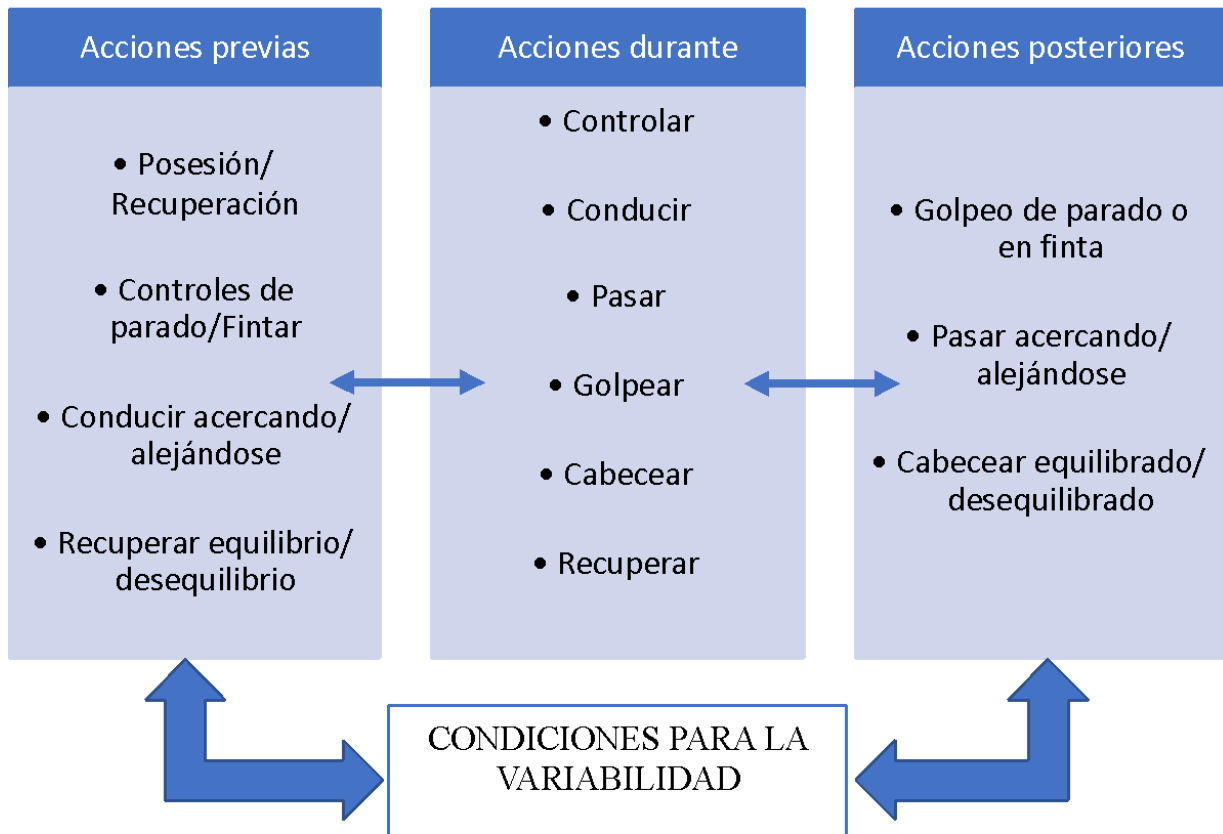 Acciones previas
• Posesión/
Recuperación
• Controles de
parado/Fintar
• Conducir acercando/
alejándose
• Recuperar equilibrio/
desequilibrio
Acciones durante
• Controlar
• Conducir
• Pasar
• Golpear
• Cabecear
• Recuperar
Acciones posteriores
• Golpeo de parado o
en finta
• Pasar acercando/
alejándose
• Cabecear equilibrado/
desequilibrado
CONDICIONES PARA LA
VARIABILIDAD